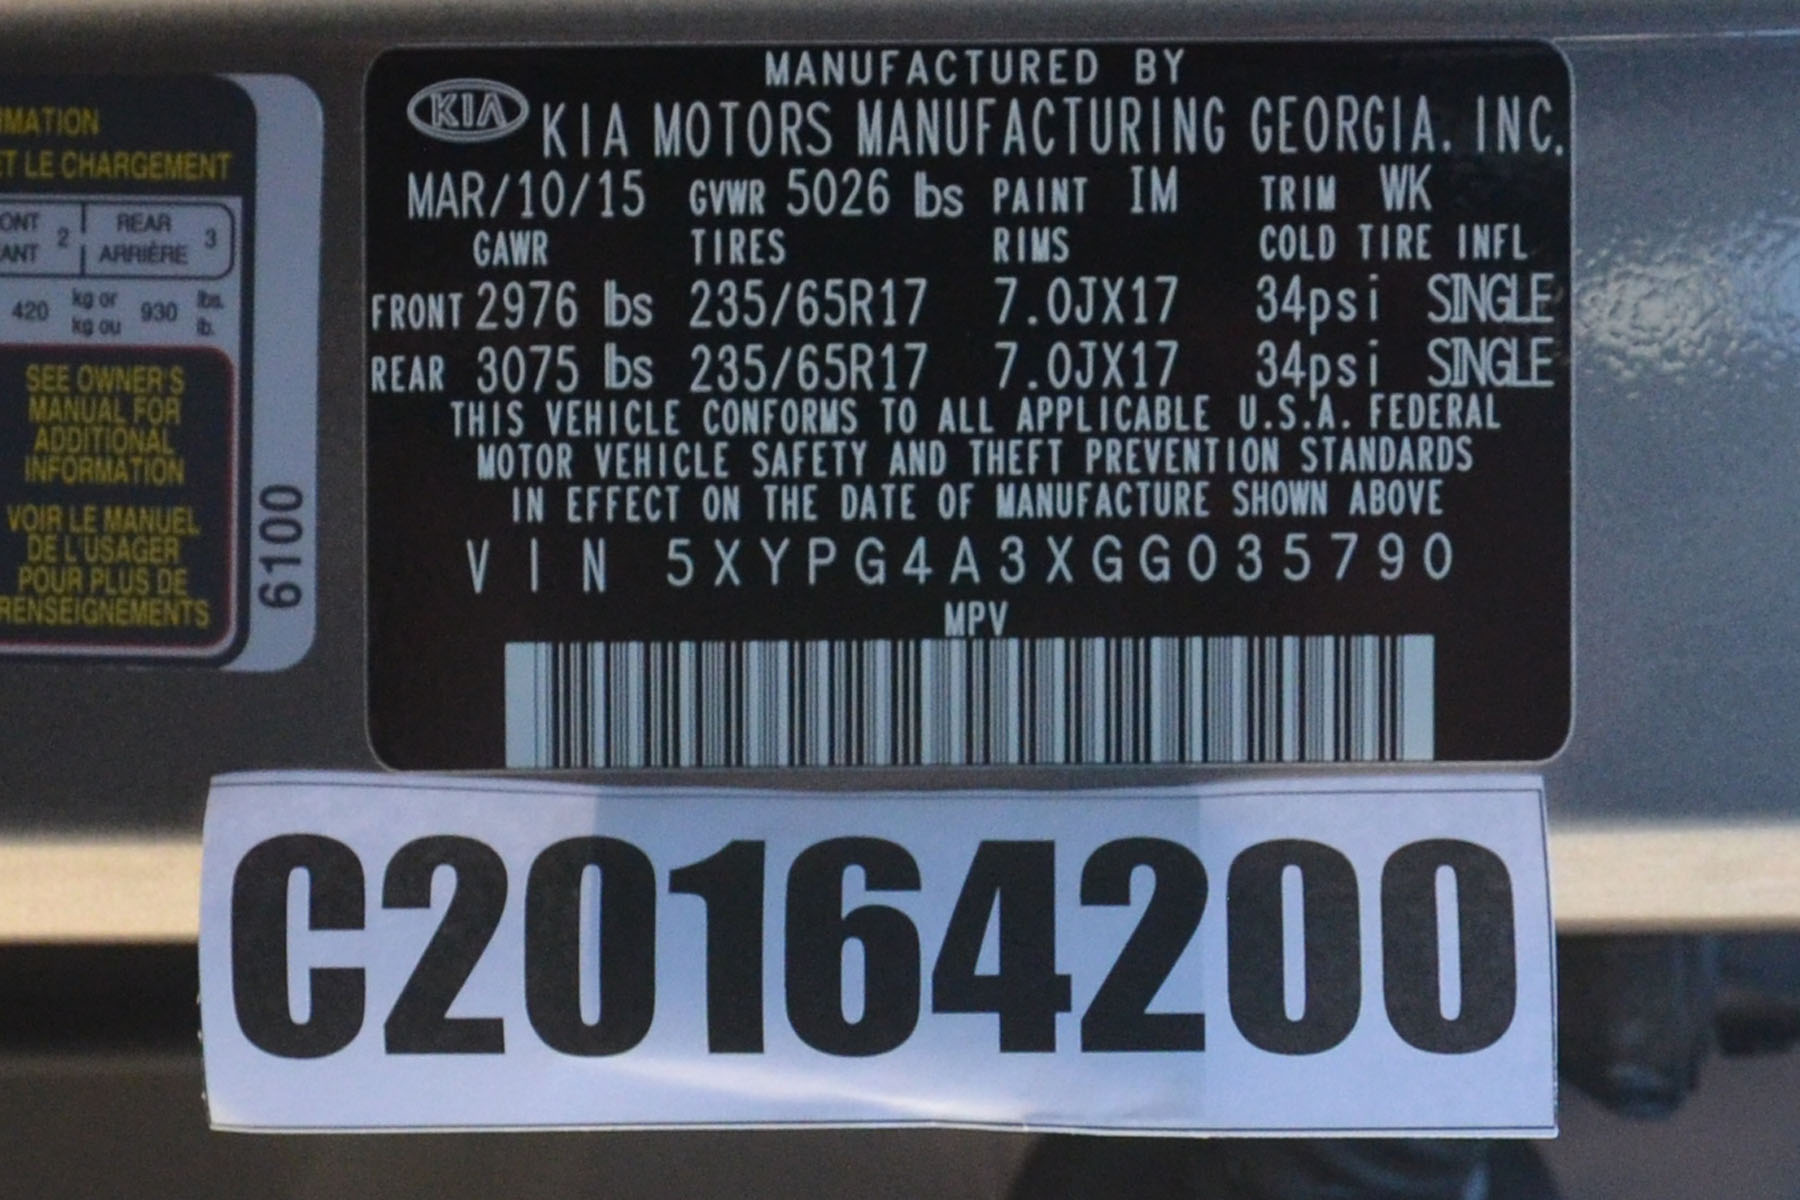 MATION
ET LE CHARGEMENT
2 REAR 3
ARRIÈRE
420 kg or 930 lbs.
kg ou lb.
SEE OWNER'S
MANUAL FOR
ADDITIONAL
INFORMATION
VOIR LE MANUEL
DE L'USAGER
POUR PLUS DE
RENSEIGNEMENTS
6100
MANUFACTURED BY
KIA KIA MOTORS MANUFACTURING GEORGIA. INC.
MAR/10/15 GVWR 5026 lbs PAINT IM TRIM WK
GAWR TIRES RIMS COLD TIRE INFL
FRONT 2976 lbs 235/65R17 7.0JX17 34psi SINGLE
REAR 3075 lbs 235/65R17 7.0JX17 34psi SINGLE
THIS VEHICLE CONFORMS TO ALL APPLICABLE U.S.A. FEDERAL
MOTOR VEHICLE SAFETY AND THEFT PREVENTION STANDARDS
IN EFFECT ON THE DATE OF MANUFACTURE SHOWN ABOVE
VIN 5XYPG4A3XGG035790
MPV
C20164200